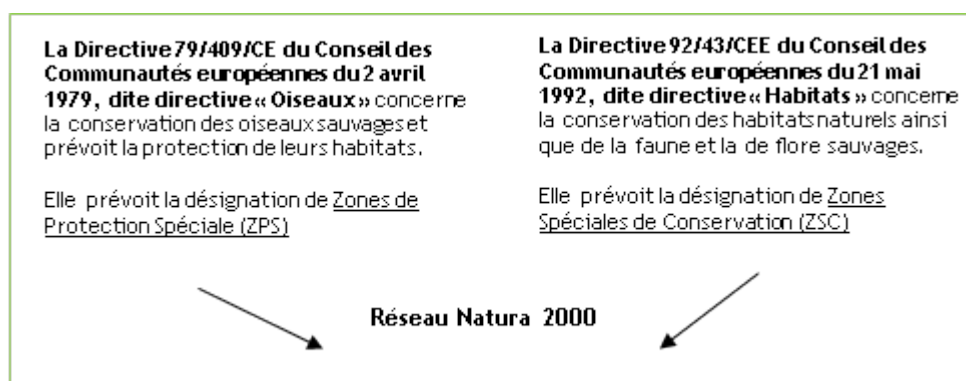 La Directive 79/409/CE du Conseil des
Communautés européennes du 2 avril
1979, dite directive « Oiseaux » concerne
la conservation des oiseaux sauvages et
prévoit la protection de leurs habitats.
Elle prévoit la désignation de Zones de
Protection Spéciale (ZPS)
La Directive 92/43/CEE du Conseil des
Communautés européennes du 21 mai
1992, dite directive « Habitats » concerne
la conservation des habitats naturels ainsi
que de la faune et la de flore sauvages.
Elle prévoit la désignation de Zones
Spéciales de Conservation (ZSC)
Réseau Natura 2000